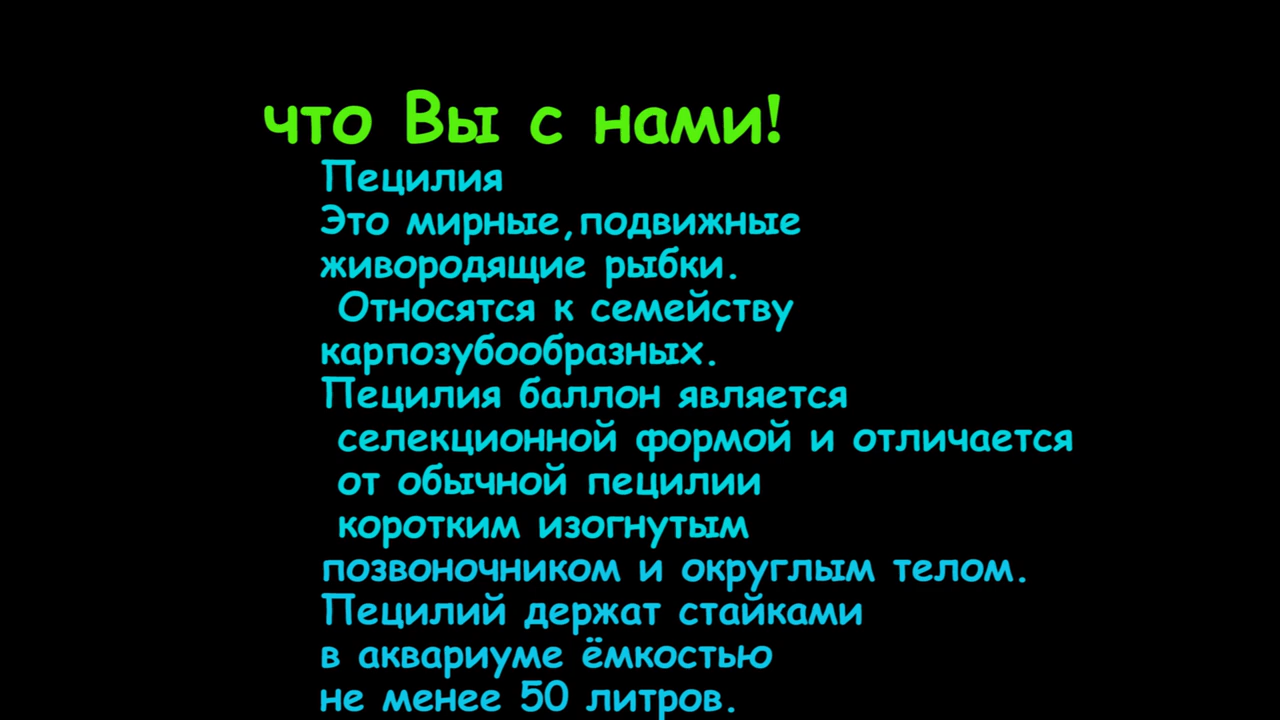 что Вы с нами!
Пецилия
Это мирные,подвижные
живородящие рыбки.
Относятся к семейству
карпозубообразных.
Пецилия баллон является
селекционной формой и отличается
от обычной пецилии
коротким изогнутым
позвоночником и округлым телом.
Пецилий держат стайками
в аквариуме ёмкостью
не менее 50 литров.